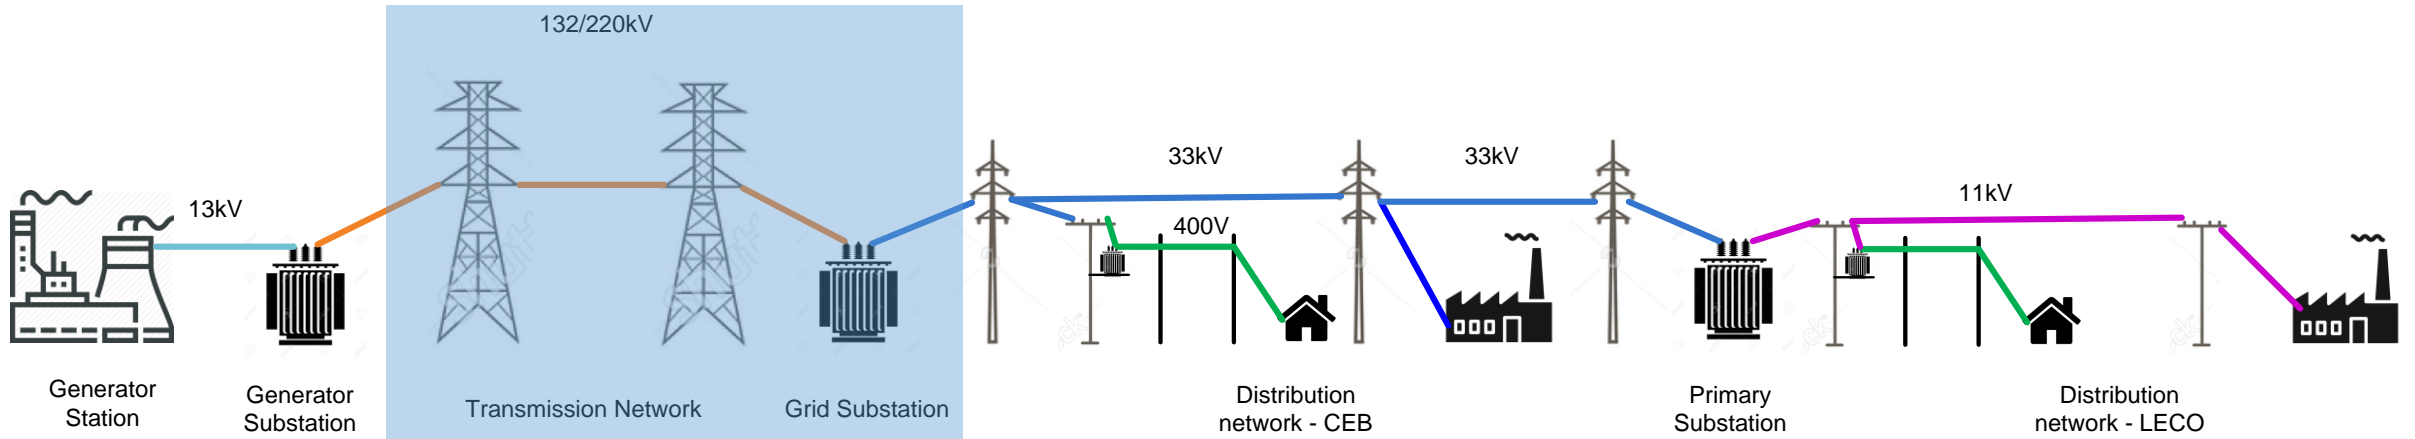 132/220kV
13kV
33kV
33kV
400V
11kV
Generator
Station
Generator
Substation
Transmission Network
Grid Substation
Distribution
network - CEB
Primary
Substation
Distribution
network - LECO